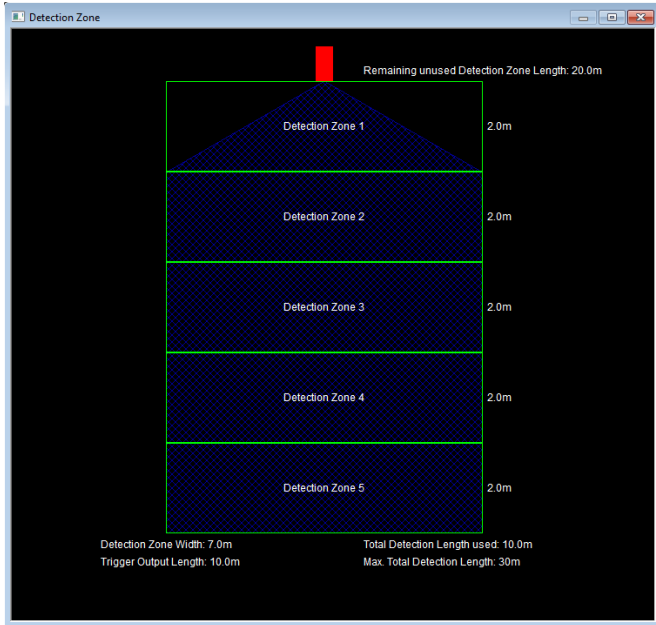 Detection Zone
Remaining unused Detection Zone Length: 20.0m
Detection Zone 1
2.0m
Detection Zone 2
2.0m
Detection Zone 3
2.0m
Detection Zone 4
2.0m
Detection Zone 5
2.0m
Detection Zone Width: 7.0m
Total Detection Length used: 10.0m
Trigger Output Length: 10.0m
Max. Total Detection Length: 30m